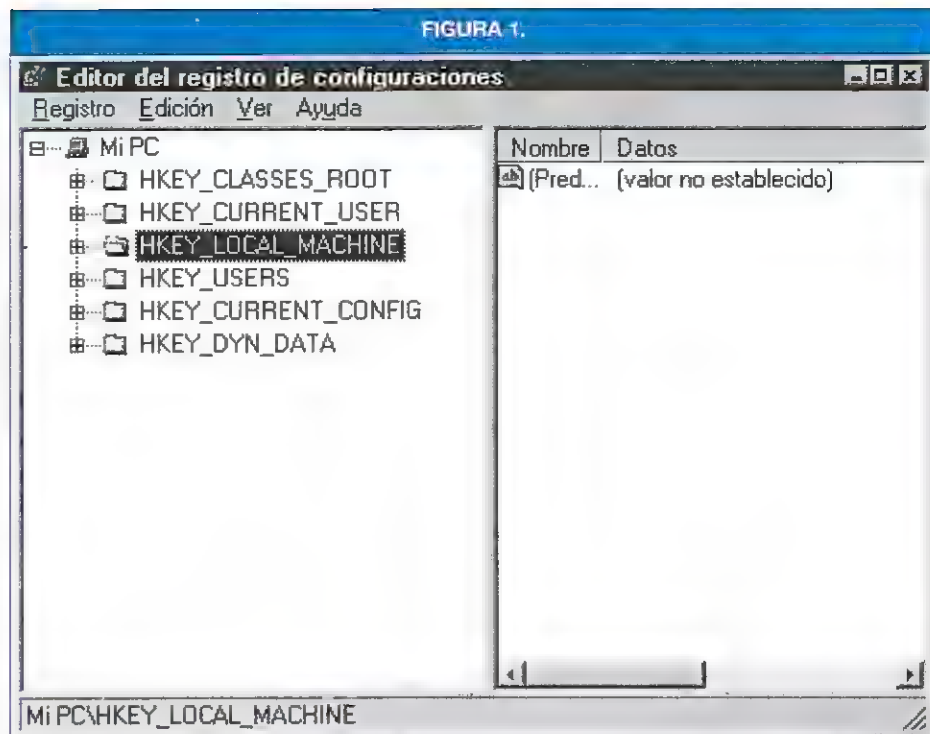 FIGURA 1.
Editor del registro de configuraciones
Registro Edición Ver Ayuda
Mi PC
HKEY_CLASSES_ROOT
HKEY_CURRENT_USER
HKEY_LOCAL_MACHINE
HKEY_USERS
HKEY_CURRENT_CONFIG
HKEY_DYN_DATA
Nombre Datos
ab (Pred... (valor no establecido)
Mi PC\HKEY_LOCAL_MACHINE